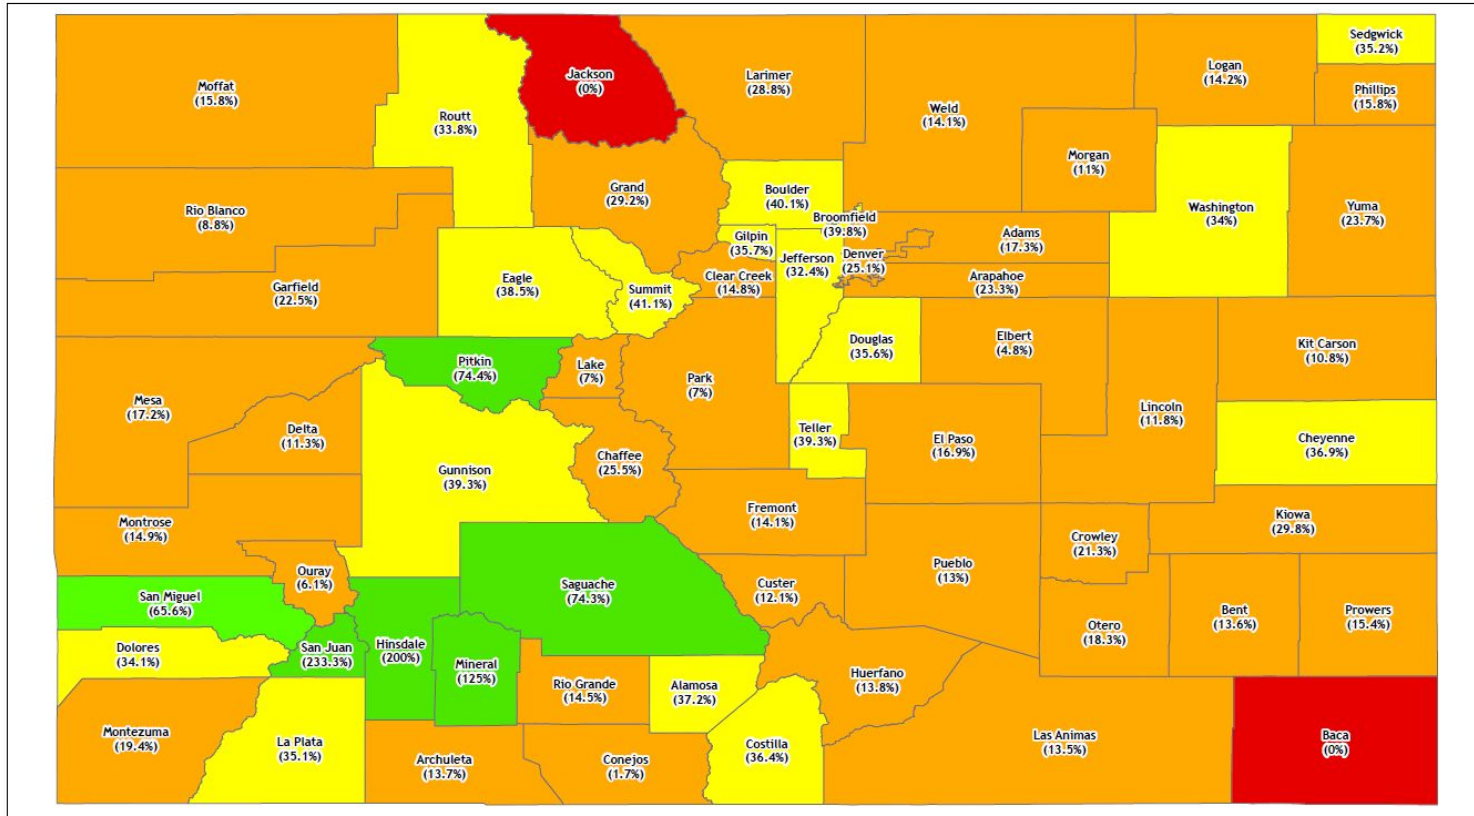 Sedgwick
(35.2%)
Jackson
(0%)
Larimer
(28.8%)
Logan
(14.2%)
Moffat
(15.8%)
Phillips
(15.8%)
Weld
(14.1%)
Routt
(33.8%)
Morgan
(11%)
Grand
(29.2%)
Boulder
(40.1%)
Rio Blanco
(8.8%)
Washington
(34%)
Yuma
(23.7%)
Broomfield
(39.8%)
Gilpin
(35.7%)
Adams
(17.3%)
Jefferson
(32.4%)
Denver
(25.1%)
Clear Creek
(14.8%)
Arapahoe
(23.3%)
Eagle
(38.5%)
Garfield
(22.5%)
Summit
(41.1%)
Douglas
(35.6%)
Elbert
(4.8%)
Kit Carson
(10.8%)
Pitkin
(74.4%)
Lake
(7%)
Park
(7%)
Mesa
(17.2%)
Lincoln
(11.8%)
Delta
(11.3%)
Teller
(39.3%)
El Paso
(16.9%)
Cheyenne
(36.9%)
Chaffee
(25.5%)
Gunnison
(39.3%)
Fremont
(14.1%)
Kiowa
(29.8%)
Montrose
(14.9%)
Crowley
(21.3%)
Pueblo
(13%)
Ouray
(6.1%)
Saguache
(74.3%)
Custer
(12.1%)
San Miguel
(65.6%)
Bent
(13.6%)
Prowers
(15.4%)
Otero
(18.3%)
Dolores
(34.1%)
San Juan
(233.3%)
Hinsdale
(200%)
Mineral
(125%)
Huerfano
(13.8%)
Rio Grande
(14.5%)
Alamosa
(37.2%)
Montezuma
(19.4%)
La Plata
(35.1%)
Costilla
(36.4%)
Las Animas
(13.5%)
Baca
(0%)
Archuleta
(13.7%)
Conejos
(1.7%)